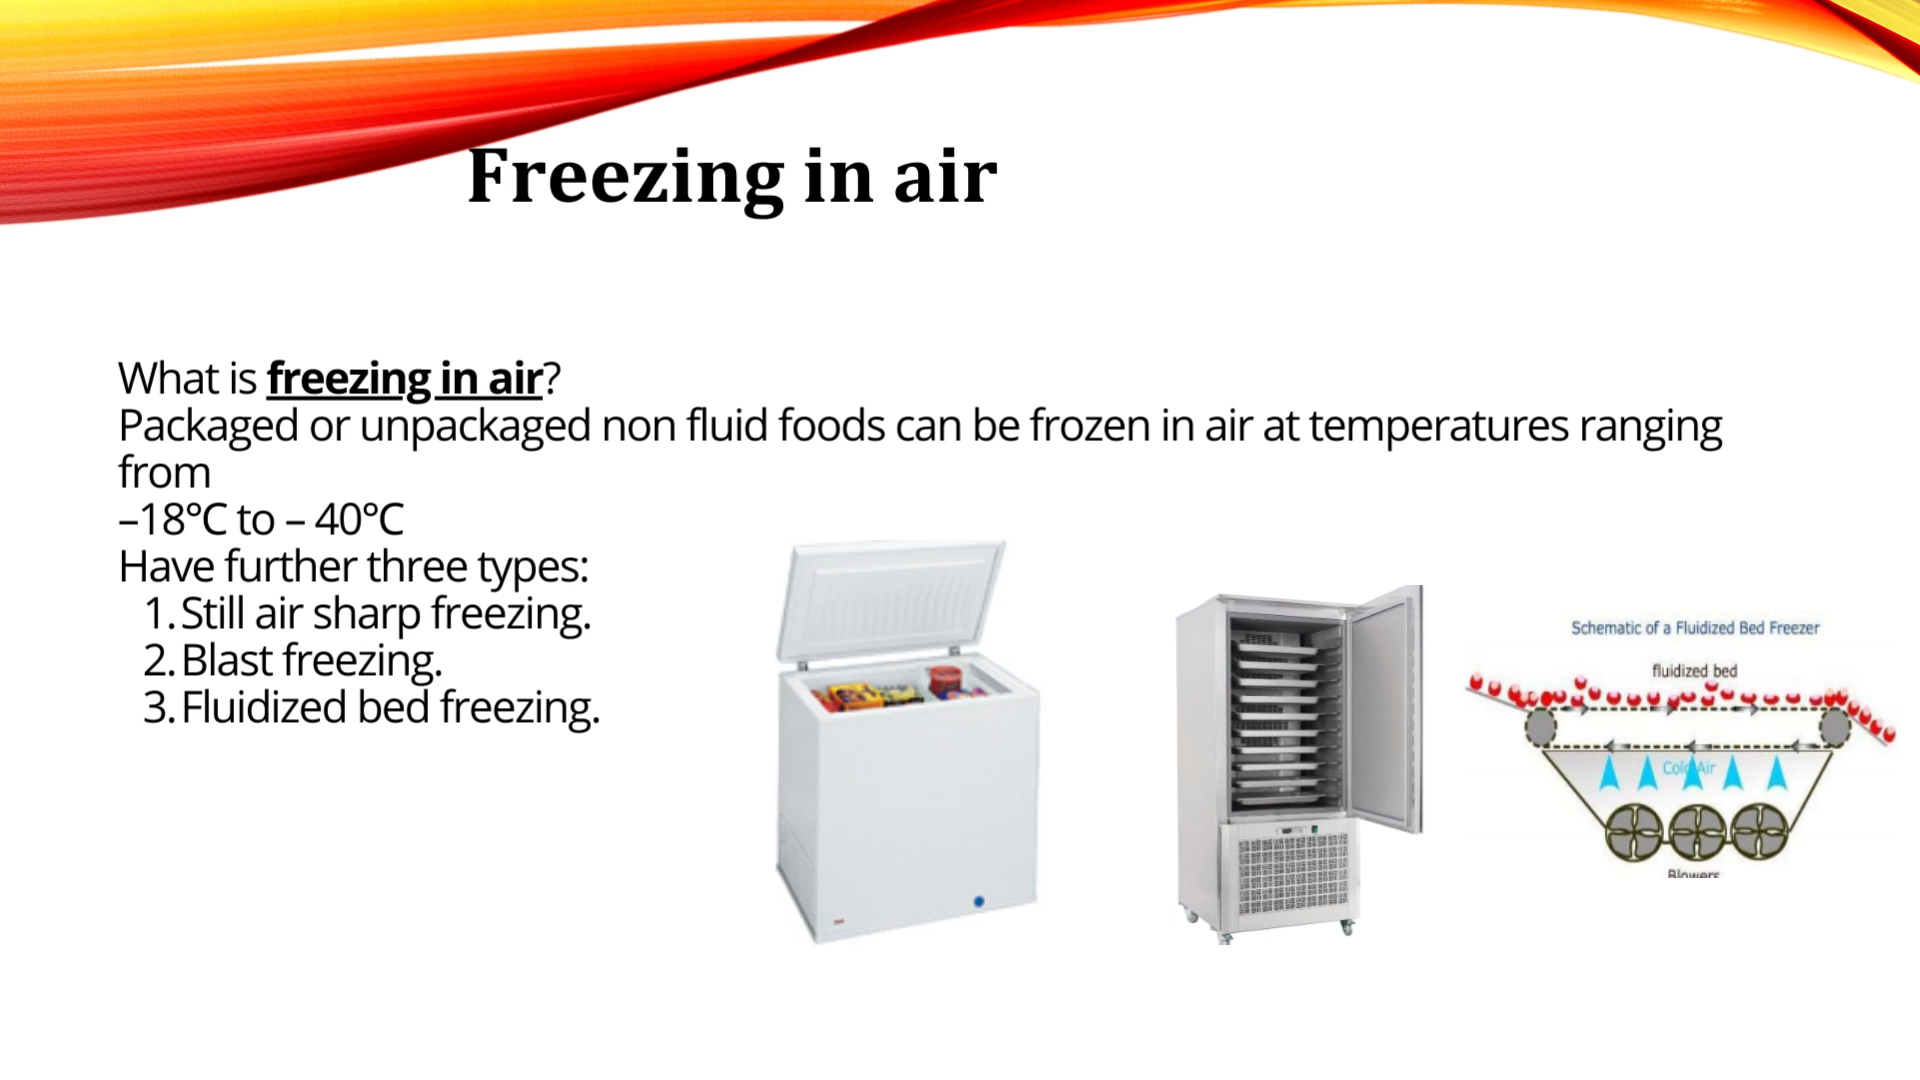 Freezing in air
What is freezing in air?
Packaged or unpackaged non fluid foods can be frozen in air at temperatures ranging
from
–18°C to – 40°C
Have further three types:
1. Still air sharp freezing.
2. Blast freezing.
3. Fluidized bed freezing.
Schematic of a Fluidized Bed Freezer
fluidized bed
Cold Air
Blowers